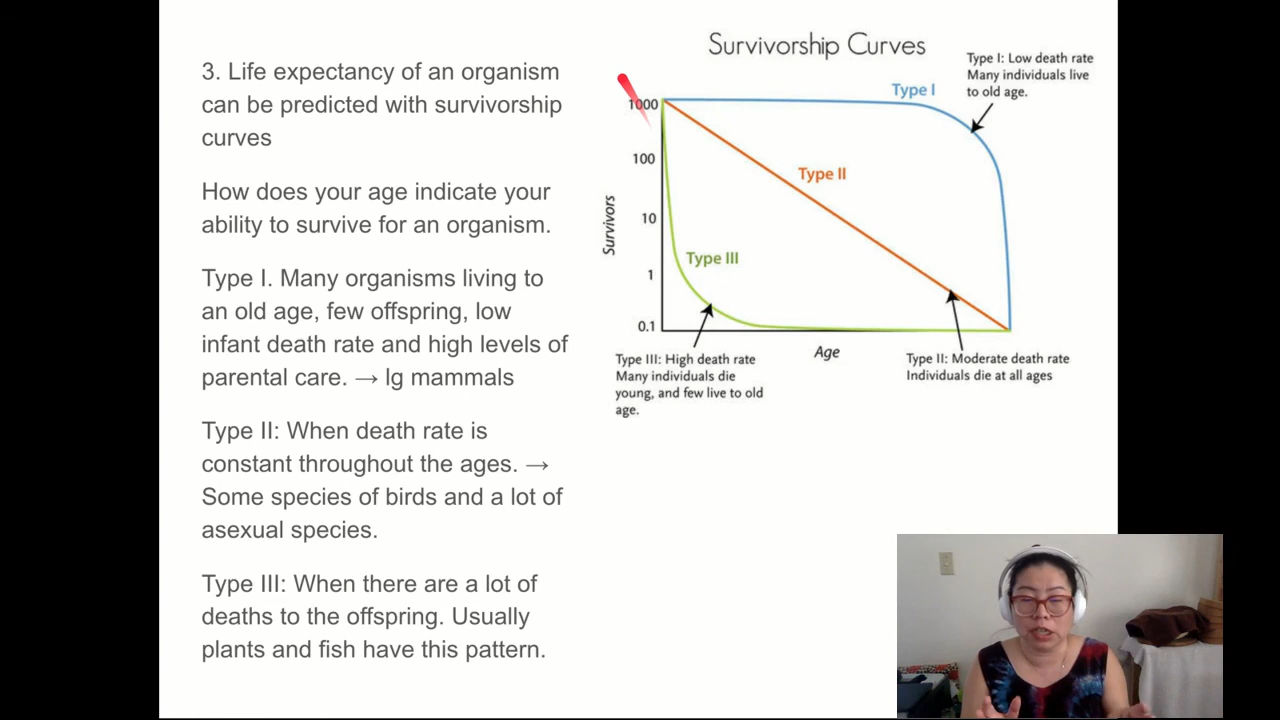 3. Life expectancy of an organism
can be predicted with survivorship
curves
How does your age indicate your
ability to survive for an organism.
Type I. Many organisms living to
an old age, few offspring, low
infant death rate and high levels of
parental care. → lg mammals
Type II: When death rate is
constant throughout the ages. →
Some species of birds and a lot of
asexual species.
Type III: When there are a lot of
deaths to the offspring. Usually
plants and fish have this pattern.
Survivorship Curves
Type I: Low death rate
Many individuals live
to old age.
Type I
1000
100
10
1
0.1
Survivors
Type II
Type III
Age
Type III: High death rate
Many individuals die
young, and few live to old
age.
Type II: Moderate death rate
Individuals die at all ages